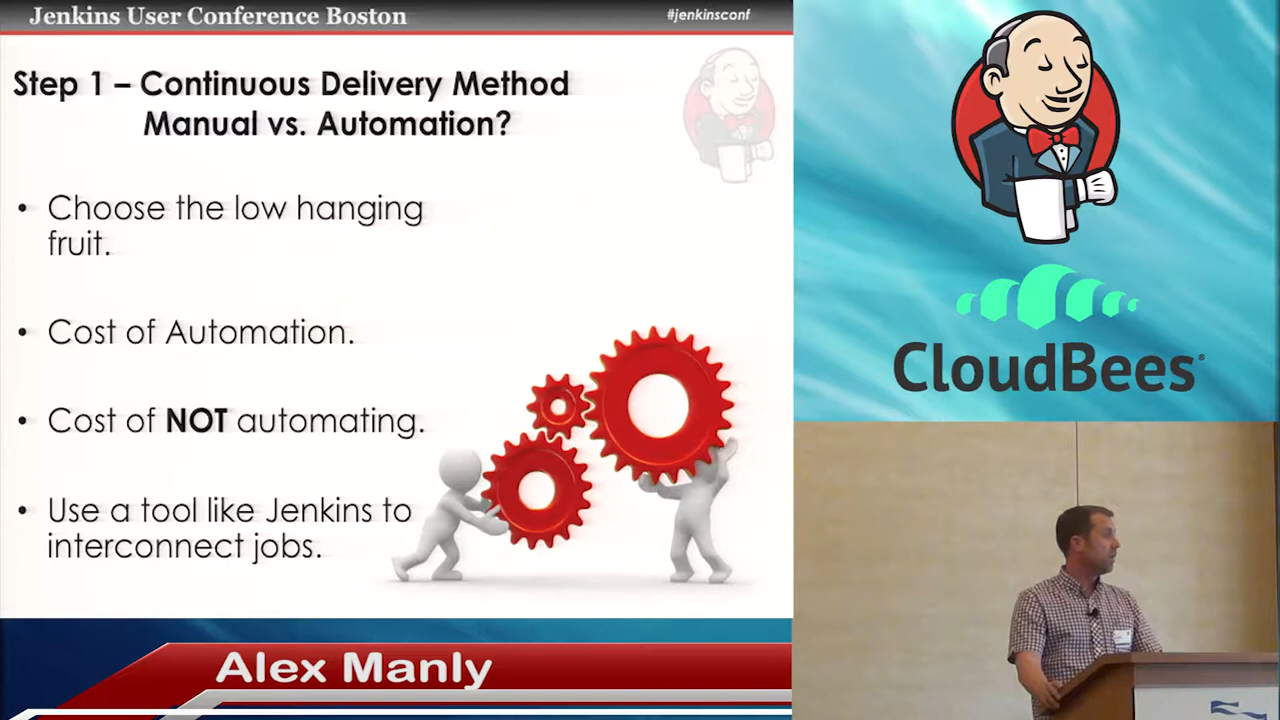 Jenkins User Conference Boston
#jenkinsconf
Step 1 – Continuous Delivery Method
Manual vs. Automation?
• Choose the low hanging
fruit.
• Cost of Automation.
• Cost of NOT automating.
• Use a tool like Jenkins to
interconnect jobs.
Alex Manly
CloudBees®